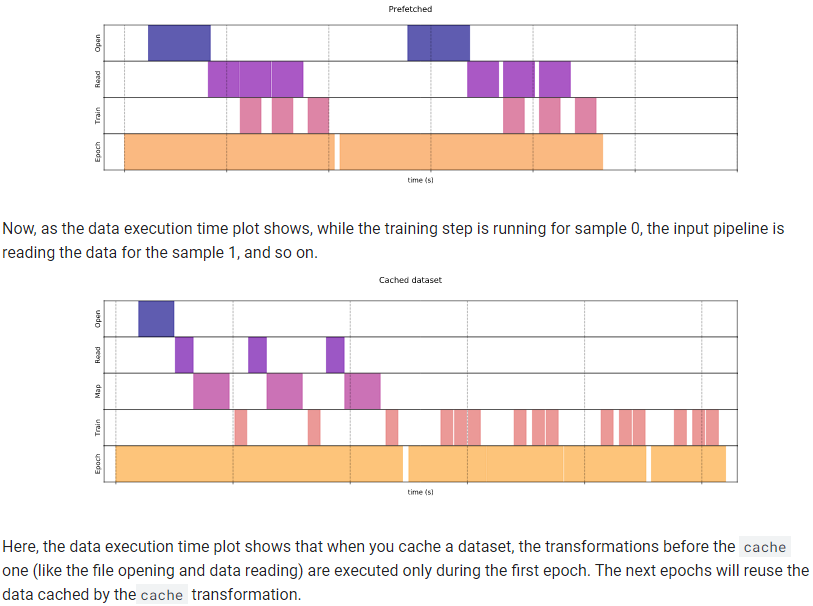 Prefetched
Open
Read
Train
Epoch
time (s)
Now, as the data execution time plot shows, while the training step is running for sample 0, the input pipeline is
reading the data for the sample 1, and so on.
Cached dataset
Open
Read
Map
Train
Epoch
time (s)
Here, the data execution time plot shows that when you cache a dataset, the transformations before the cache
one (like the file opening and data reading) are executed only during the first epoch. The next epochs will reuse the
data cached by the cache transformation.